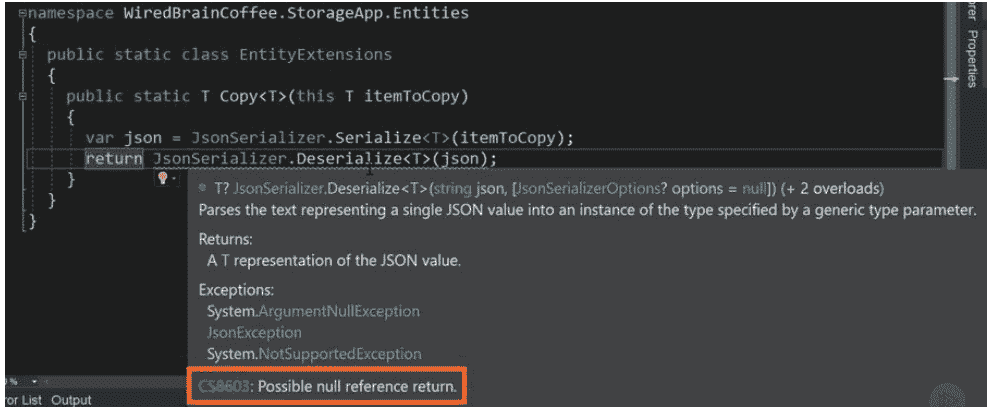 namespace WiredBrainCoffee.StorageApp.Entities
{
public static class EntityExtensions
{
public static T Copy<T>(this T itemToCopy)
{
var json = JsonSerializer.Serialize<T>(itemToCopy);
return JsonSerializer.Deserialize<T>(json);
}
}
}
T? JsonSerializer.Deserialize<T>(string json, [JsonSerializerOptions? options = null]) (+ 2 overloads)
Parses the text representing a single JSON value into an instance of the type specified by a generic type parameter.
Returns:
A T representation of the JSON value.
Exceptions:
System.ArgumentNullException
JsonException
System.NotSupportedException
CS8603: Possible null reference return.
Properties
Output